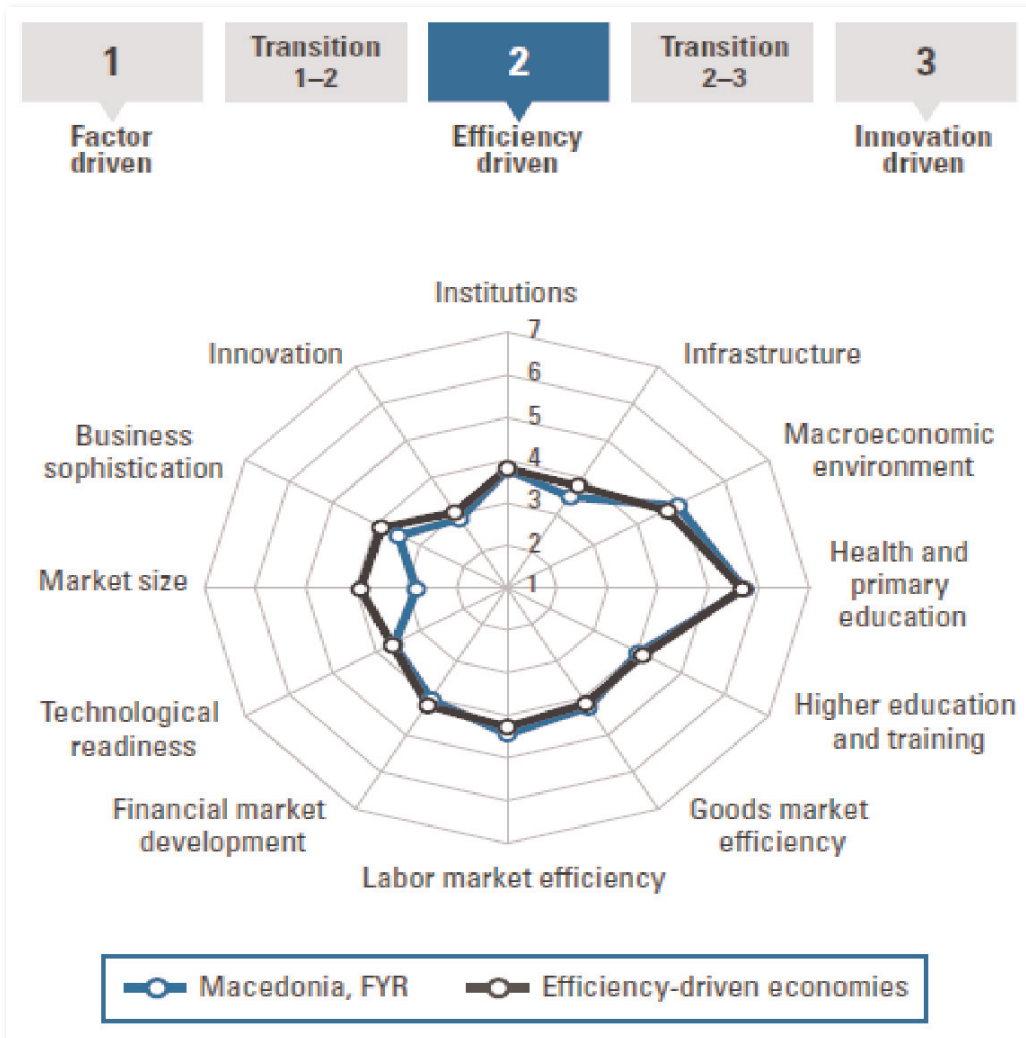 1
Transition
1–2
2
Transition
2–3
3
Factor
driven
Efficiency
driven
Innovation
driven
Institutions
7
6
5
4
3
2
1
Infrastructure
Macroeconomic
environment
Health and
primary
education
Higher education
and training
Goods market
efficiency
Labor market efficiency
Financial market
development
Technological
readiness
Market size
Business
sophistication
Innovation
Macedonia, FYR
Efficiency-driven economies